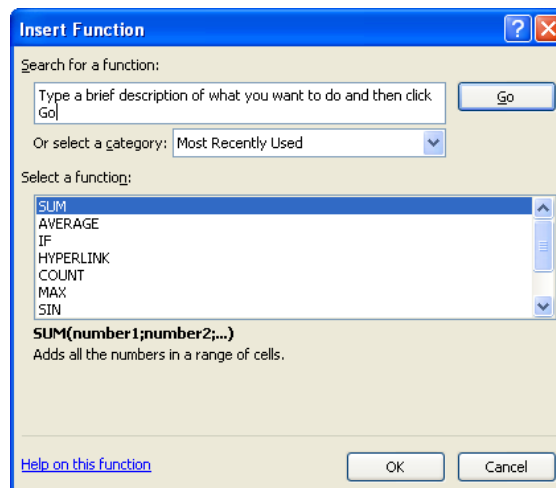 Insert Function
Search for a function:
Type a brief description of what you want to do and then click
Go
Go
Or select a category: Most Recently Used
Select a function:
SUM
AVERAGE
IF
HYPERLINK
COUNT
MAX
SIN
SUM(number1;number2;...)
Adds all the numbers in a range of cells.
Help on this function
OK
Cancel